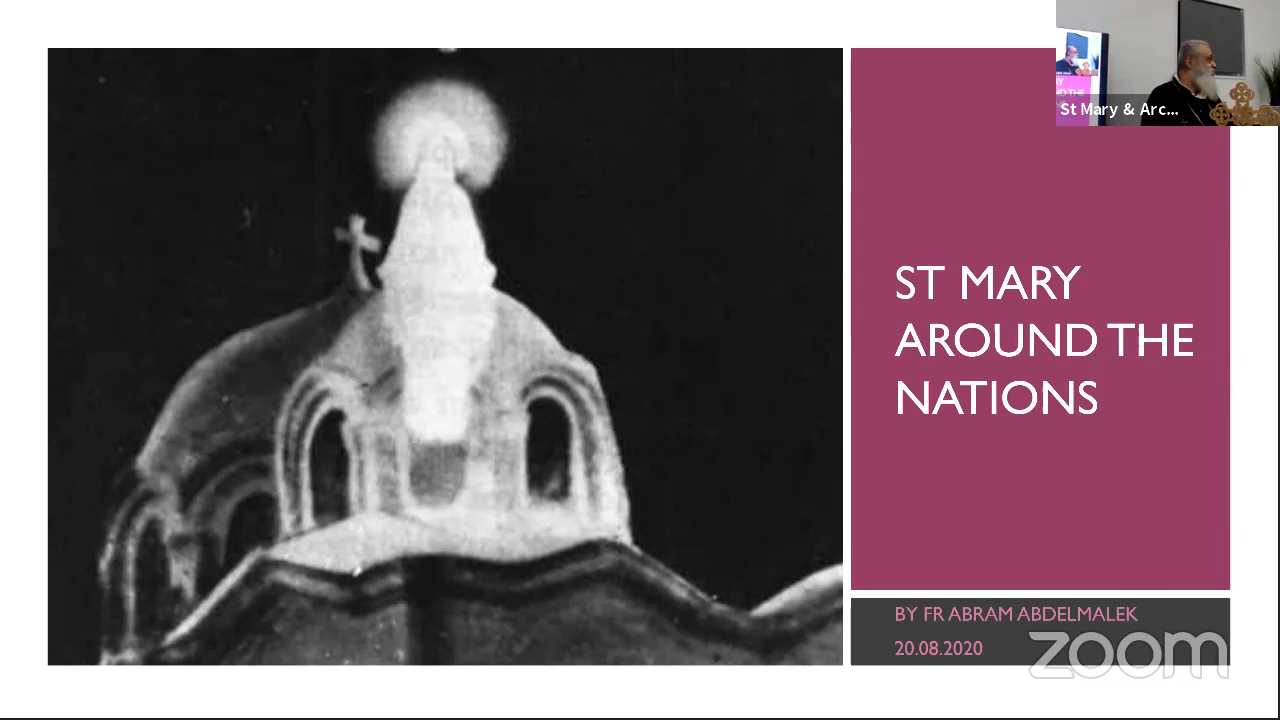 St Mary & Arc...
ST MARY
AROUND THE
NATIONS
BY FR ABRAM ABDELMALEK
20.08.2020
zoom